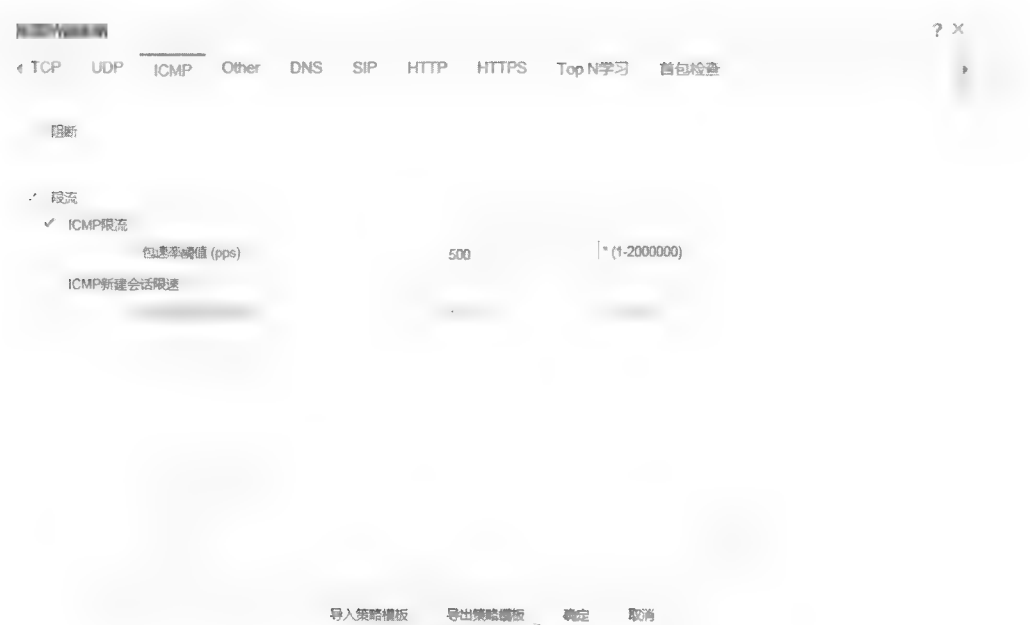 TCP UDP ICMP Other DNS SIP HTTP HTTPS Top N学习 首包检查
阻断
限流
ICMP限流
包速率阈值 (pps) 500 * (1-2000000)
ICMP新建会话限速
导入策略模板 导出策略模板 确定 取消